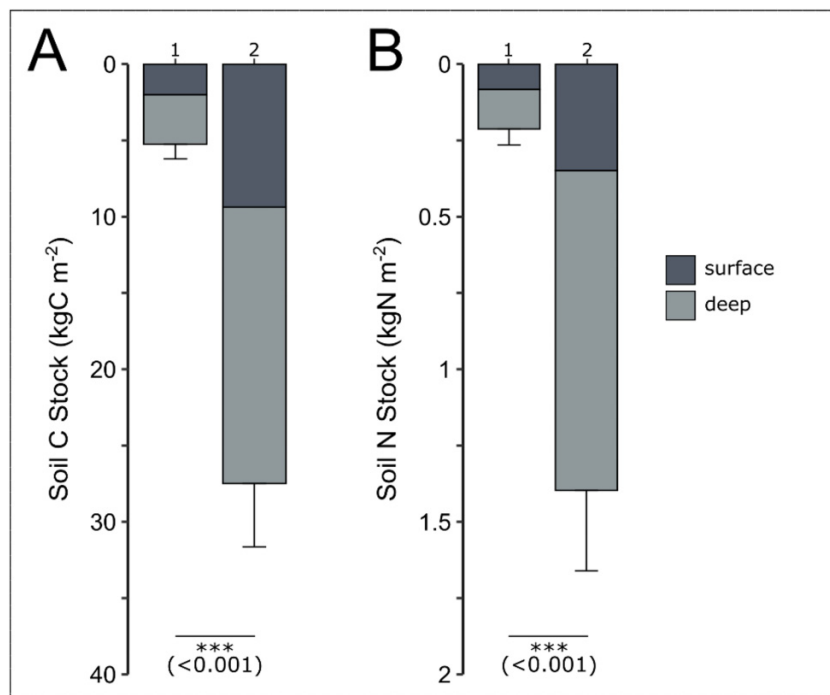 A
1 2
0
10
20
30
40
Soil C Stock (kgC m⁻²)
***
(<0.001)
B
1 2
0
0.5
1
1.5
2
Soil N Stock (kgN m⁻²)
***
(<0.001)
surface
deep